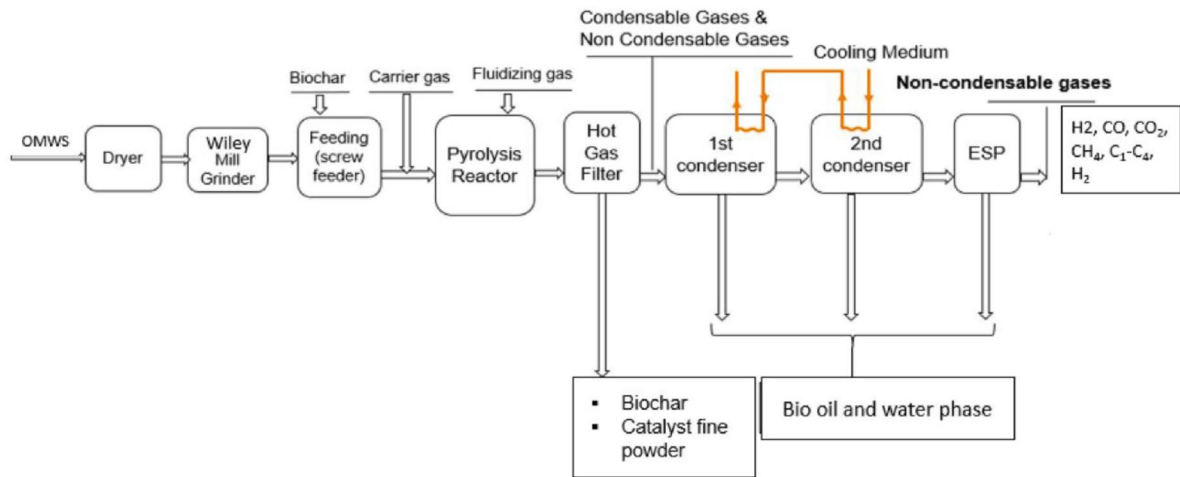 Condensable Gases &
Non Condensable Gases
Cooling Medium
Biochar
Carrier gas
Fluidizing gas
Non-condensable gases
OMWS
Dryer
Wiley
Mill
Grinder
Feeding
(screw
feeder)
Pyrolysis
Reactor
Hot
Gas
Filter
1st
condenser
2nd
condenser
ESP
H2, CO, CO₂,
CH₄, C₁-C₄,
H₂
▪ Biochar
▪ Catalyst fine
powder
Bio oil and water phase